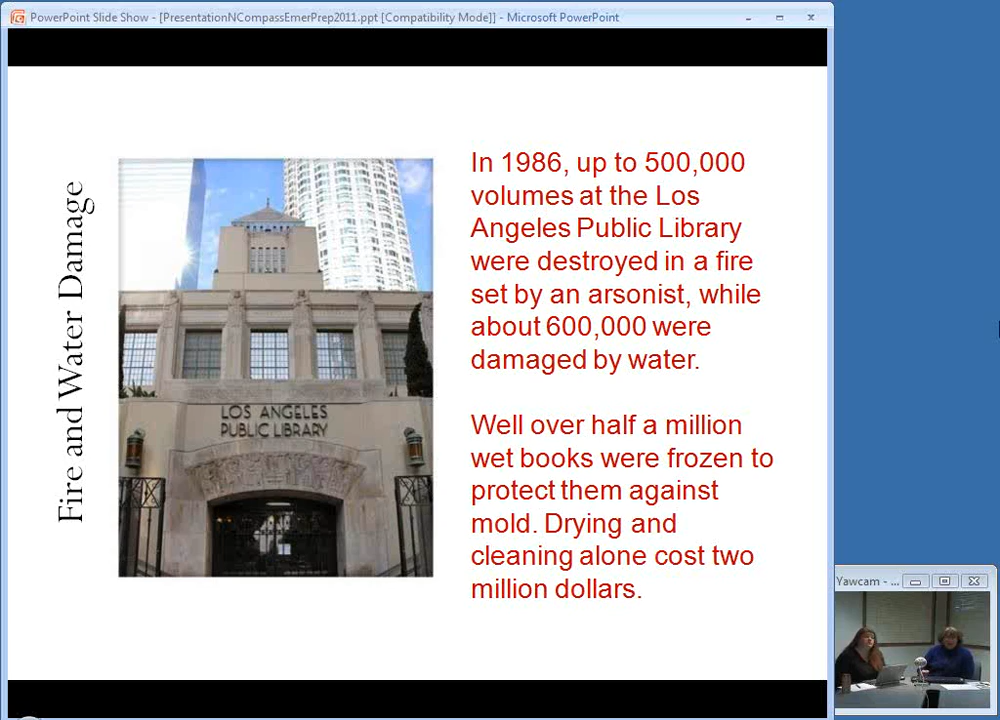 PowerPoint Slide Show - [PresentationNCompassEmerPrep2011.ppt [Compatibility Mode]] - Microsoft PowerPoint
Fire and Water Damage
LOS ANGELES
PUBLIC LIBRARY
In 1986, up to 500,000
volumes at the Los
Angeles Public Library
were destroyed in a fire
set by an arsonist, while
about 600,000 were
damaged by water.
Well over half a million
wet books were frozen to
protect them against
mold. Drying and
cleaning alone cost two
million dollars.
Yawcam - ...